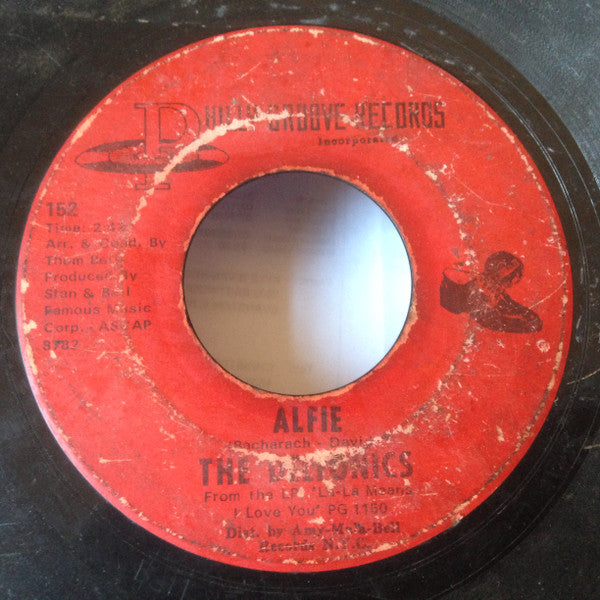 PHILLY GROOVE RECORDS
Incorporated
152
Time: 2:4
Arr. & Cond. By
Thom Bell
Produced By
Stan & Bell
Famous Music
Corp. - ASCAP
8782
ALFIE
(Bacharach - David)
THE DELFONICS
From the LP. 'La-La Means
I Love You' PG 1150
Dist. by Amy-Mala-Bell
Records N.Y.C.